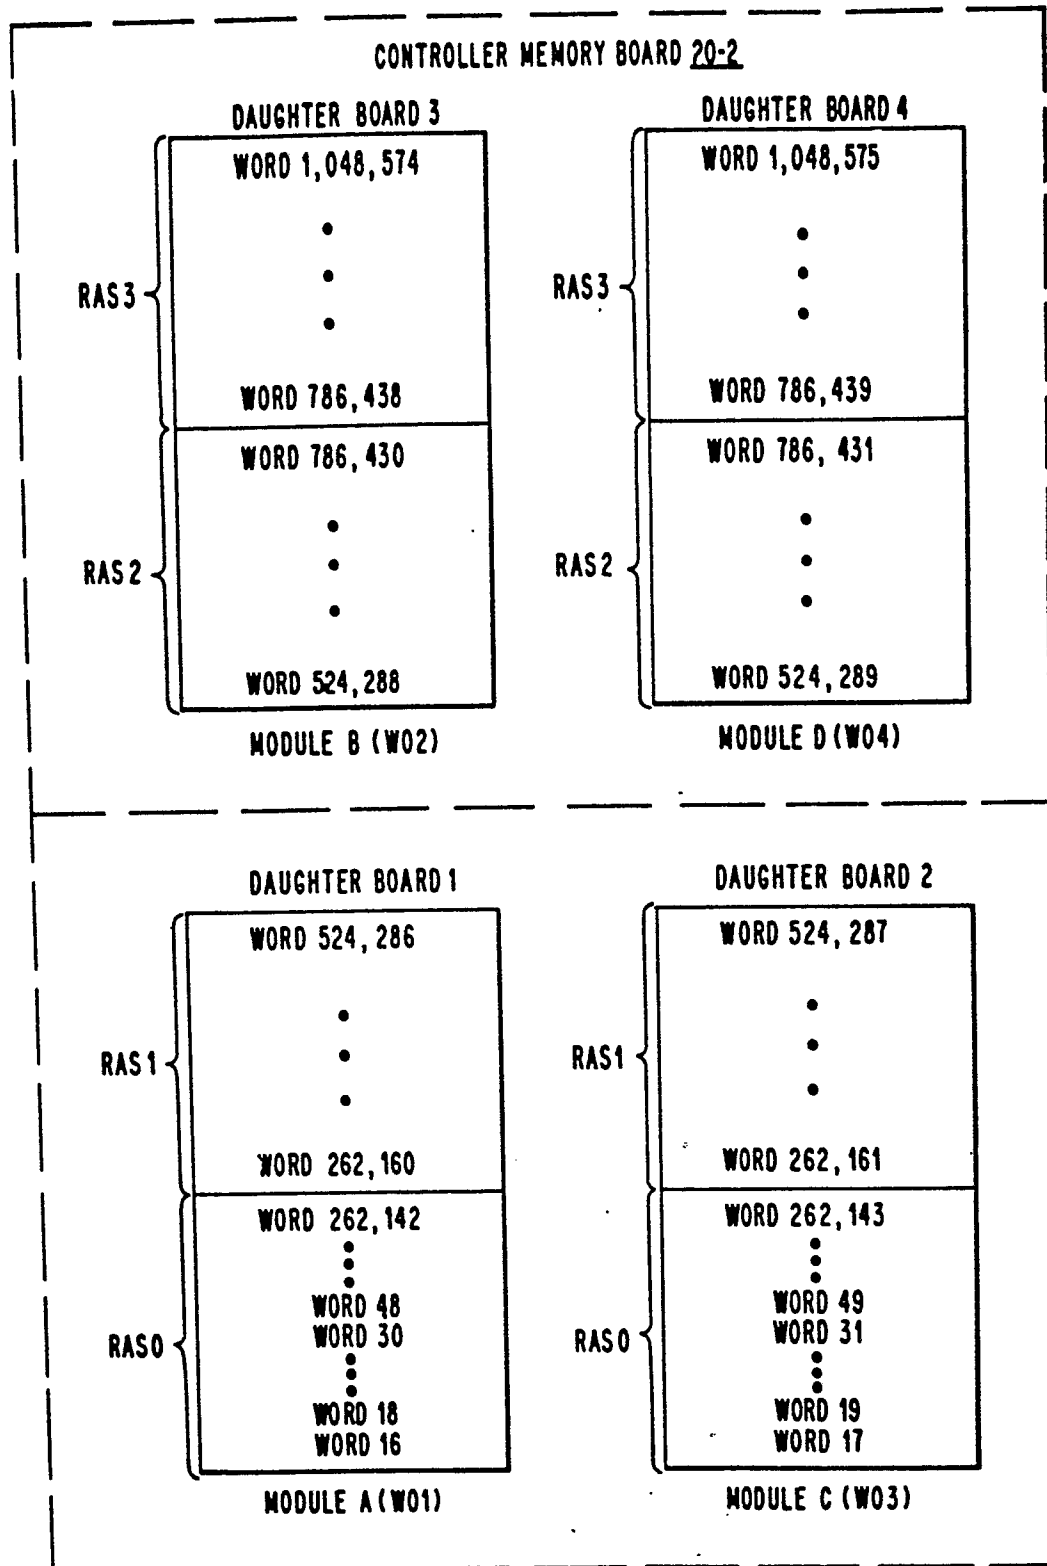 CONTROLLER MEMORY BOARD 20-2
DAUGHTER BOARD 3
WORD 1,048,574
RAS3
WORD 786,438
WORD 786,430
RAS2
WORD 524,288
MODULE B (W02)
DAUGHTER BOARD 4
WORD 1,048,575
RAS3
WORD 786,439
WORD 786, 431
RAS2
WORD 524,289
MODULE D (W04)
DAUGHTER BOARD 1
WORD 524,286
RAS1
WORD 262,160
WORD 262,142
WORD 48
RAS0
WORD 30
WORD 18
WORD 16
MODULE A (W01)
DAUGHTER BOARD 2
WORD 524,287
RAS1
WORD 262,161
WORD 262,143
WORD 49
RAS0
WORD 31
WORD 19
WORD 17
MODULE C (W03)